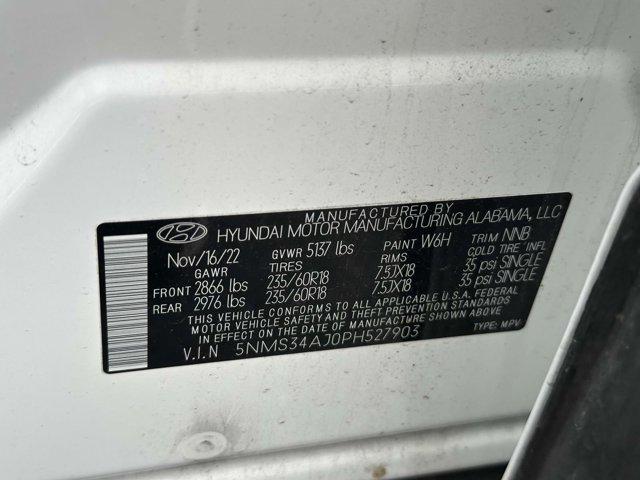 MANUFACTURED BY
HYUNDAI MOTOR MANUFACTURING ALABAMA, LLC
Nov/16/22 GVWR 5137 lbs PAINT W6H TRIM NNB
GAWR TIRES RIMS COLD TIRE INFL
FRONT 2866 lbs 235/60R18 7.5JX18 35 psi SINGLE
REAR 2976 lbs 235/60R18 7.5JX18 35 psi SINGLE
THIS VEHICLE CONFORMS TO ALL APPLICABLE U.S.A. FEDERAL
MOTOR VEHICLE SAFETY AND THEFT PREVENTION STANDARDS
IN EFFECT ON THE DATE OF MANUFACTURE SHOWN ABOVE.
V.I.N 5NMS34AJ0PH527903 TYPE: MPV